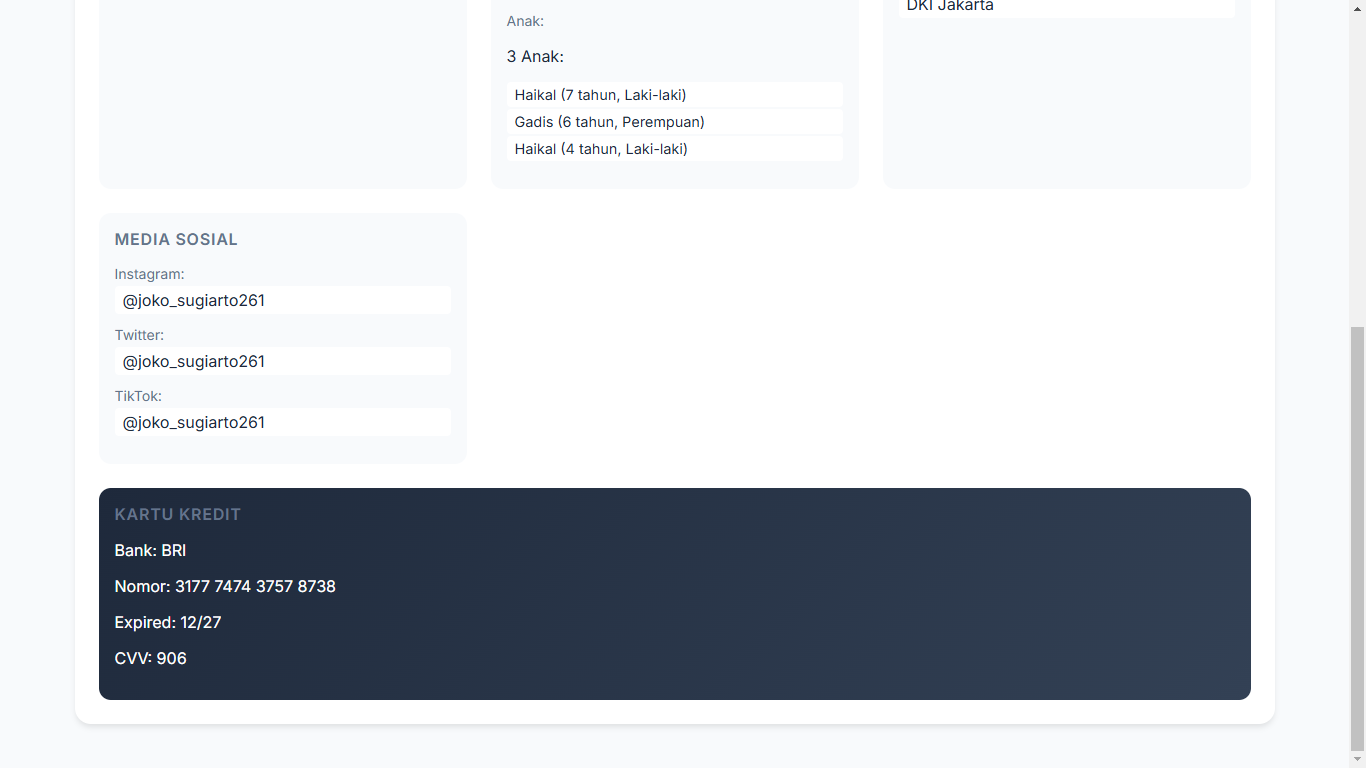 Anak:
3 Anak:
Haikal (7 tahun, Laki-laki)
Gadis (6 tahun, Perempuan)
Haikal (4 tahun, Laki-laki)
DKI Jakarta
MEDIA SOSIAL
Instagram:
@joko_sugiarto261
Twitter:
@joko_sugiarto261
TikTok:
@joko_sugiarto261
KARTU KREDIT
Bank: BRI
Nomor: 3177 7474 3757 8738
Expired: 12/27
CVV: 906